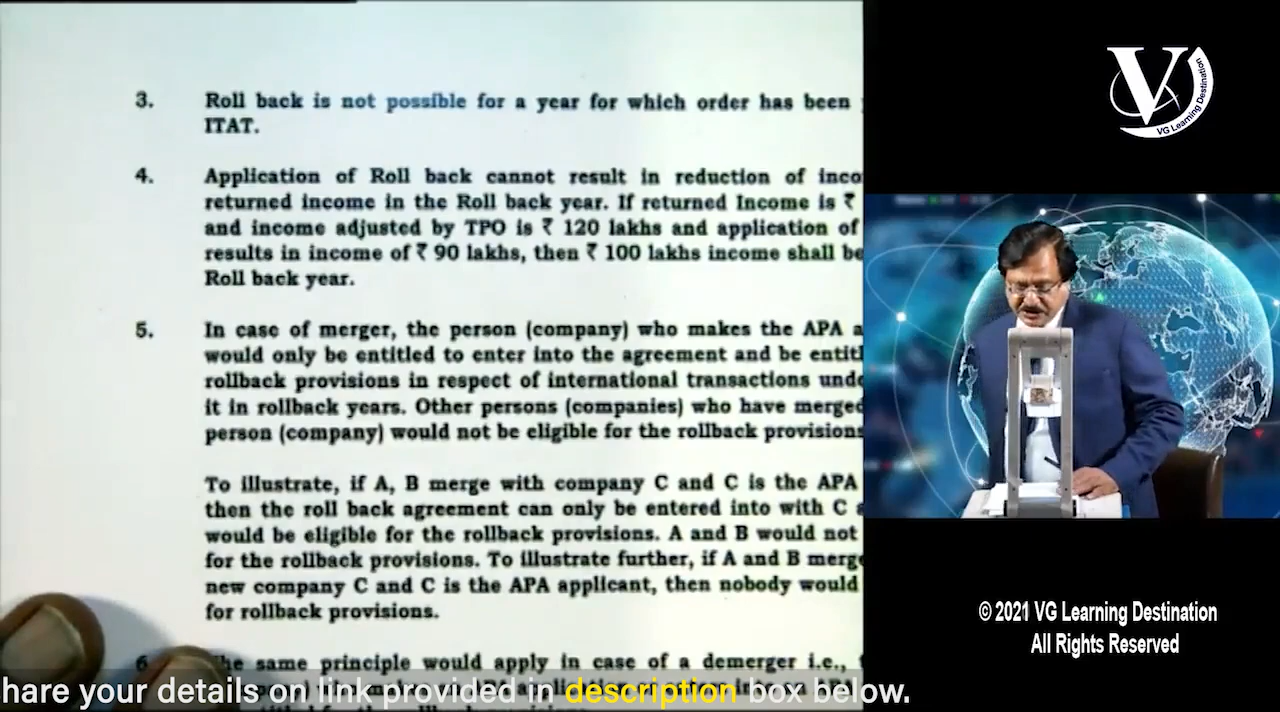 3. Roll back is not possible for a year for which order has been
ITAT.
4. Application of Roll back cannot result in reduction of inco
returned income in the Roll back year. If returned Income is ₹
and income adjusted by TPO is ₹ 120 lakhs and application of
results in income of ₹ 90 lakhs, then ₹ 100 lakhs income shall be
Roll back year.
5. In case of merger, the person (company) who makes the APA a
would only be entitled to enter into the agreement and be entitl
rollback provisions in respect of international transactions unde
it in rollback years. Other persons (companies) who have merged
person (company) would not be eligible for the rollback provisions
To illustrate, if A, B merge with company C and C is the APA
then the roll back agreement can only be entered into with C a
would be eligible for the rollback provisions. A and B would not
for the rollback provisions. To illustrate further, if A and B merge
new company C and C is the APA applicant, then nobody would
for rollback provisions.
6. The same principle would apply in case of a demerger i.e.,
hare your details on link provided in description box below.
V
VG Learning Destination
© 2021 VG Learning Destination
All Rights Reserved